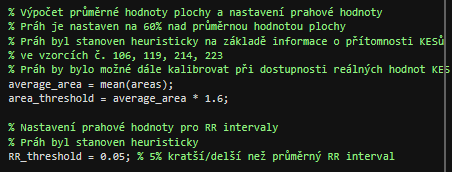 % Výpočet průměrné hodnoty plochy a nastavení prahové hodnoty
% Práh je nastaven na 60% nad průměrnou hodnotou plochy
% Práh byl stanoven heuristicky na základě informace o přítomnosti KESů
% ve vzorcích č. 106, 119, 214, 223
% Práh by bylo možné dále kalibrovat při dostupnosti reálných hodnot KES
average_area = mean(areas);
area_threshold = average_area * 1.6;
% Nastavení prahové hodnoty pro RR intervaly
% Práh byl stanoven heuristicky
RR_threshold = 0.05; % 5% kratší/delší než průměrný RR interval